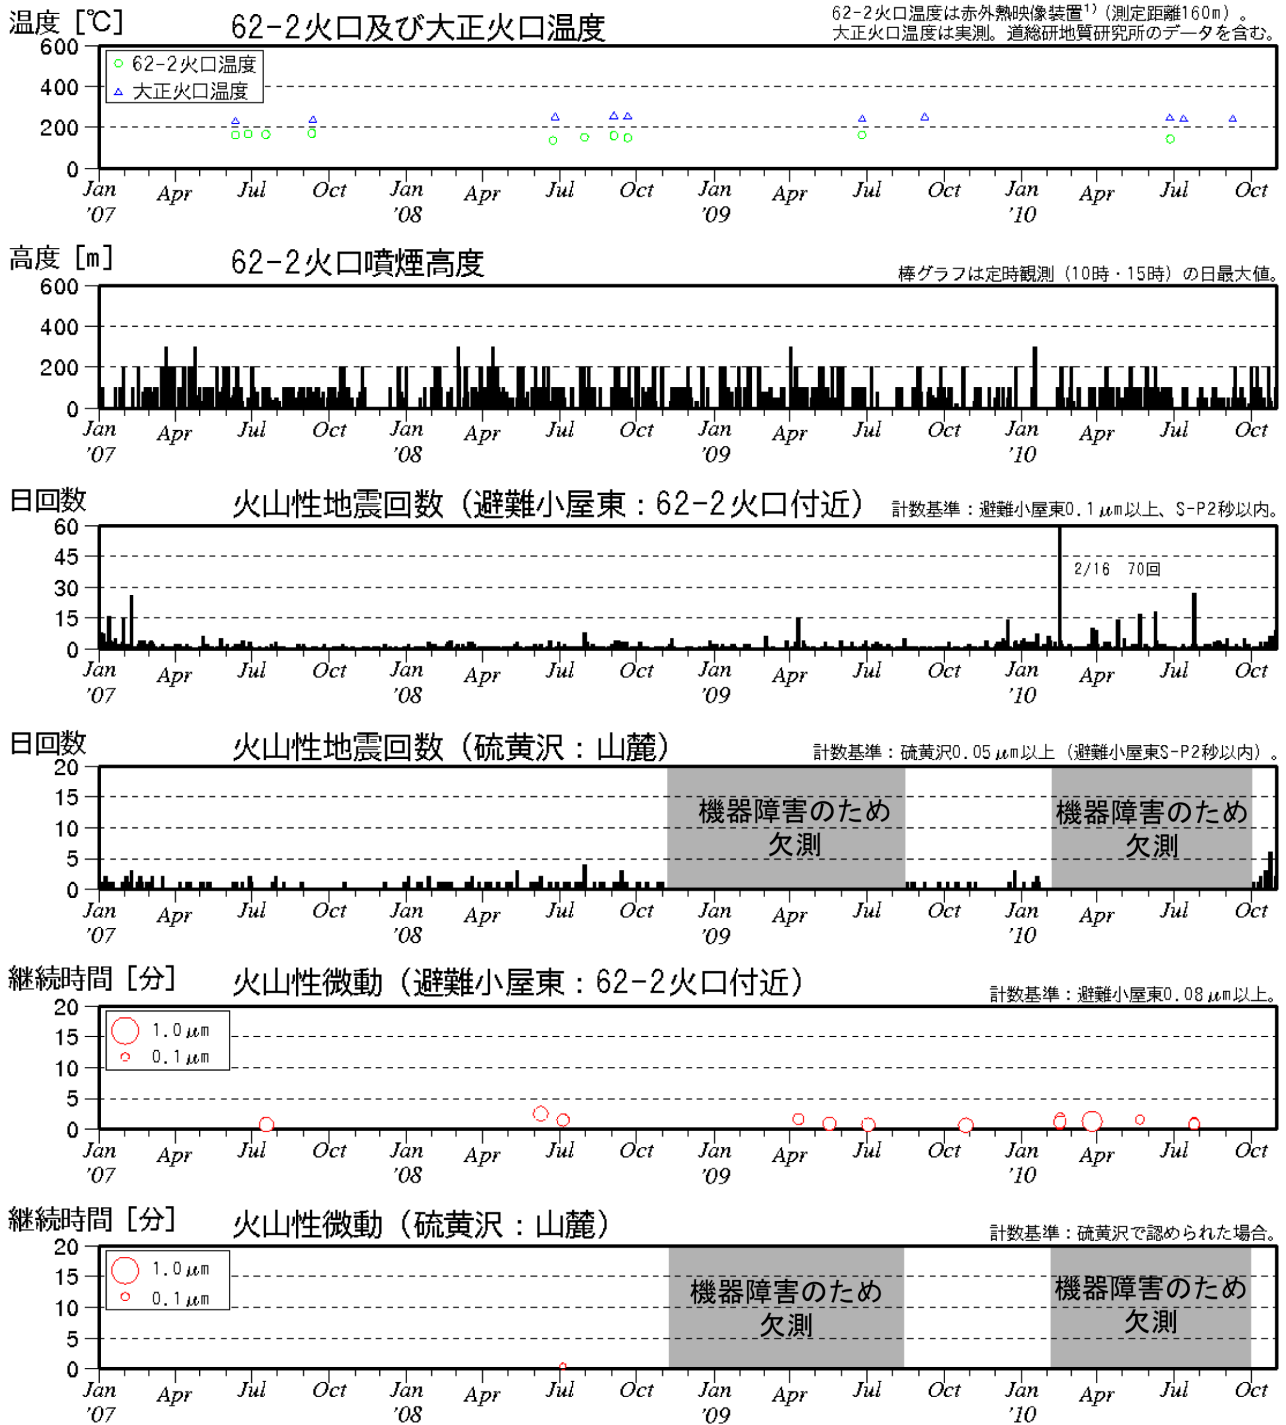 温度 [℃]
62-2火口及び大正火口温度
62-2火口温度は赤外熱映像装置¹⁾(測定距離160m)。
大正火口温度は実測。道総研地質研究所のデータを含む。
600
400
200
0
62-2火口温度
大正火口温度
Jan Apr Jul Oct Jan Apr Jul Oct Jan Apr Jul Oct Jan Apr Jul Oct
'07 '08 '09 '10
高度 [m]
62-2火口噴煙高度
棒グラフは定時観測(10時・15時)の日最大値。
600
400
200
0
Jan Apr Jul Oct Jan Apr Jul Oct Jan Apr Jul Oct Jan Apr Jul Oct
'07 '08 '09 '10
日回数
火山性地震回数(避難小屋東:62-2火口付近)
計数基準:避難小屋東0.1μm以上、S-P2秒以内。
60
45
30
15
0
2/16 70回
Jan Apr Jul Oct Jan Apr Jul Oct Jan Apr Jul Oct Jan Apr Jul Oct
'07 '08 '09 '10
日回数
火山性地震回数(硫黄沢:山麓)
計数基準:硫黄沢0.05μm以上(避難小屋東S-P2秒以内)。
20
15
10
5
0
機器障害のため
欠測
機器障害のため
欠測
Jan Apr Jul Oct Jan Apr Jul Oct Jan Apr Jul Oct Jan Apr Jul Oct
'07 '08 '09 '10
継続時間 [分]
火山性微動(避難小屋東:62-2火口付近)
計数基準:避難小屋東0.08μm以上。
20
15
10
5
0
1.0μm
0.1μm
Jan Apr Jul Oct Jan Apr Jul Oct Jan Apr Jul Oct Jan Apr Jul Oct
'07 '08 '09 '10
継続時間 [分]
火山性微動(硫黄沢:山麓)
計数基準:硫黄沢で認められた場合。
20
15
10
5
0
1.0μm
0.1μm
機器障害のため
欠測
機器障害のため
欠測
Jan Apr Jul Oct Jan Apr Jul Oct Jan Apr Jul Oct Jan Apr Jul Oct
'07 '08 '09 '10